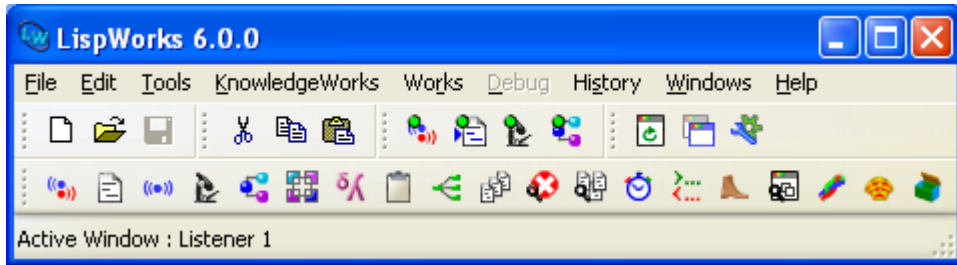 LispWorks 6.0.0
File Edit Tools KnowledgeWorks Works Debug History Windows Help
Active Window : Listener 1